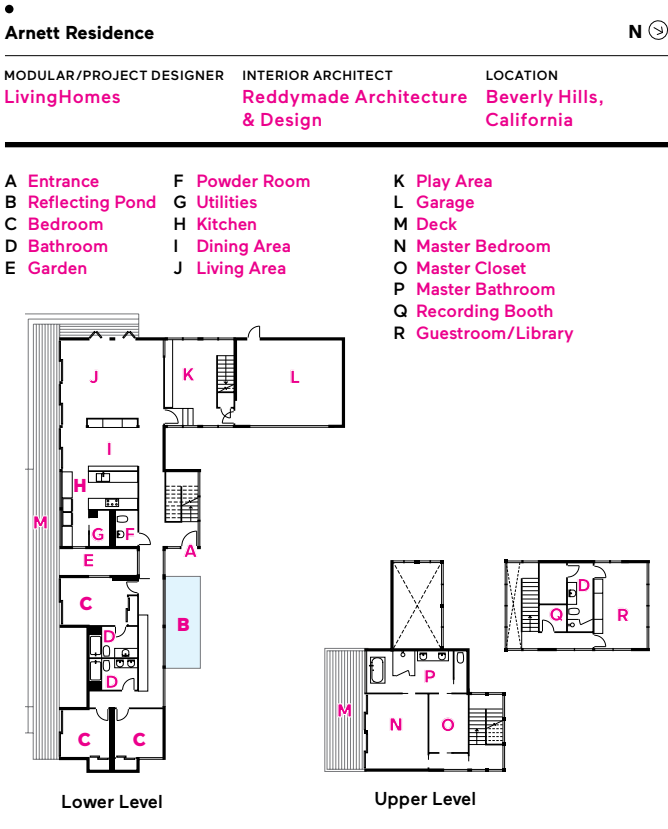 Arnett Residence
N
MODULAR/PROJECT DESIGNER
LivingHomes
INTERIOR ARCHITECT
Reddymade Architecture
& Design
LOCATION
Beverly Hills,
California
A Entrance
B Reflecting Pond
C Bedroom
D Bathroom
E Garden
F Powder Room
G Utilities
H Kitchen
I Dining Area
J Living Area
K Play Area
L Garage
M Deck
N Master Bedroom
O Master Closet
P Master Bathroom
Q Recording Booth
R Guestroom/Library
J
K
L
I
H
M
G
F
A
E
C
B
D
D
C
C
Lower Level
D
Q
R
P
M
N
O
Upper Level